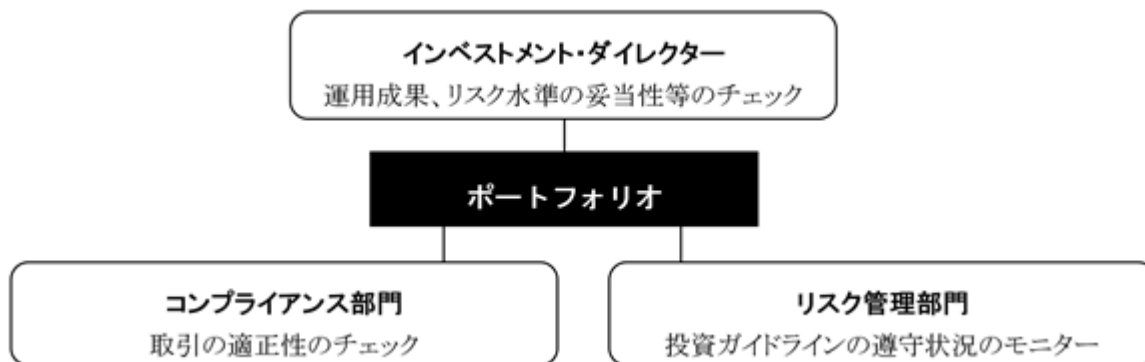 インベストメント・ダイレクター
運用成果、リスク水準の妥当性等のチェック
ポートフォリオ
コンプライアンス部門
取引の適正性のチェック
リスク管理部門
投資ガイドラインの遵守状況のモニター